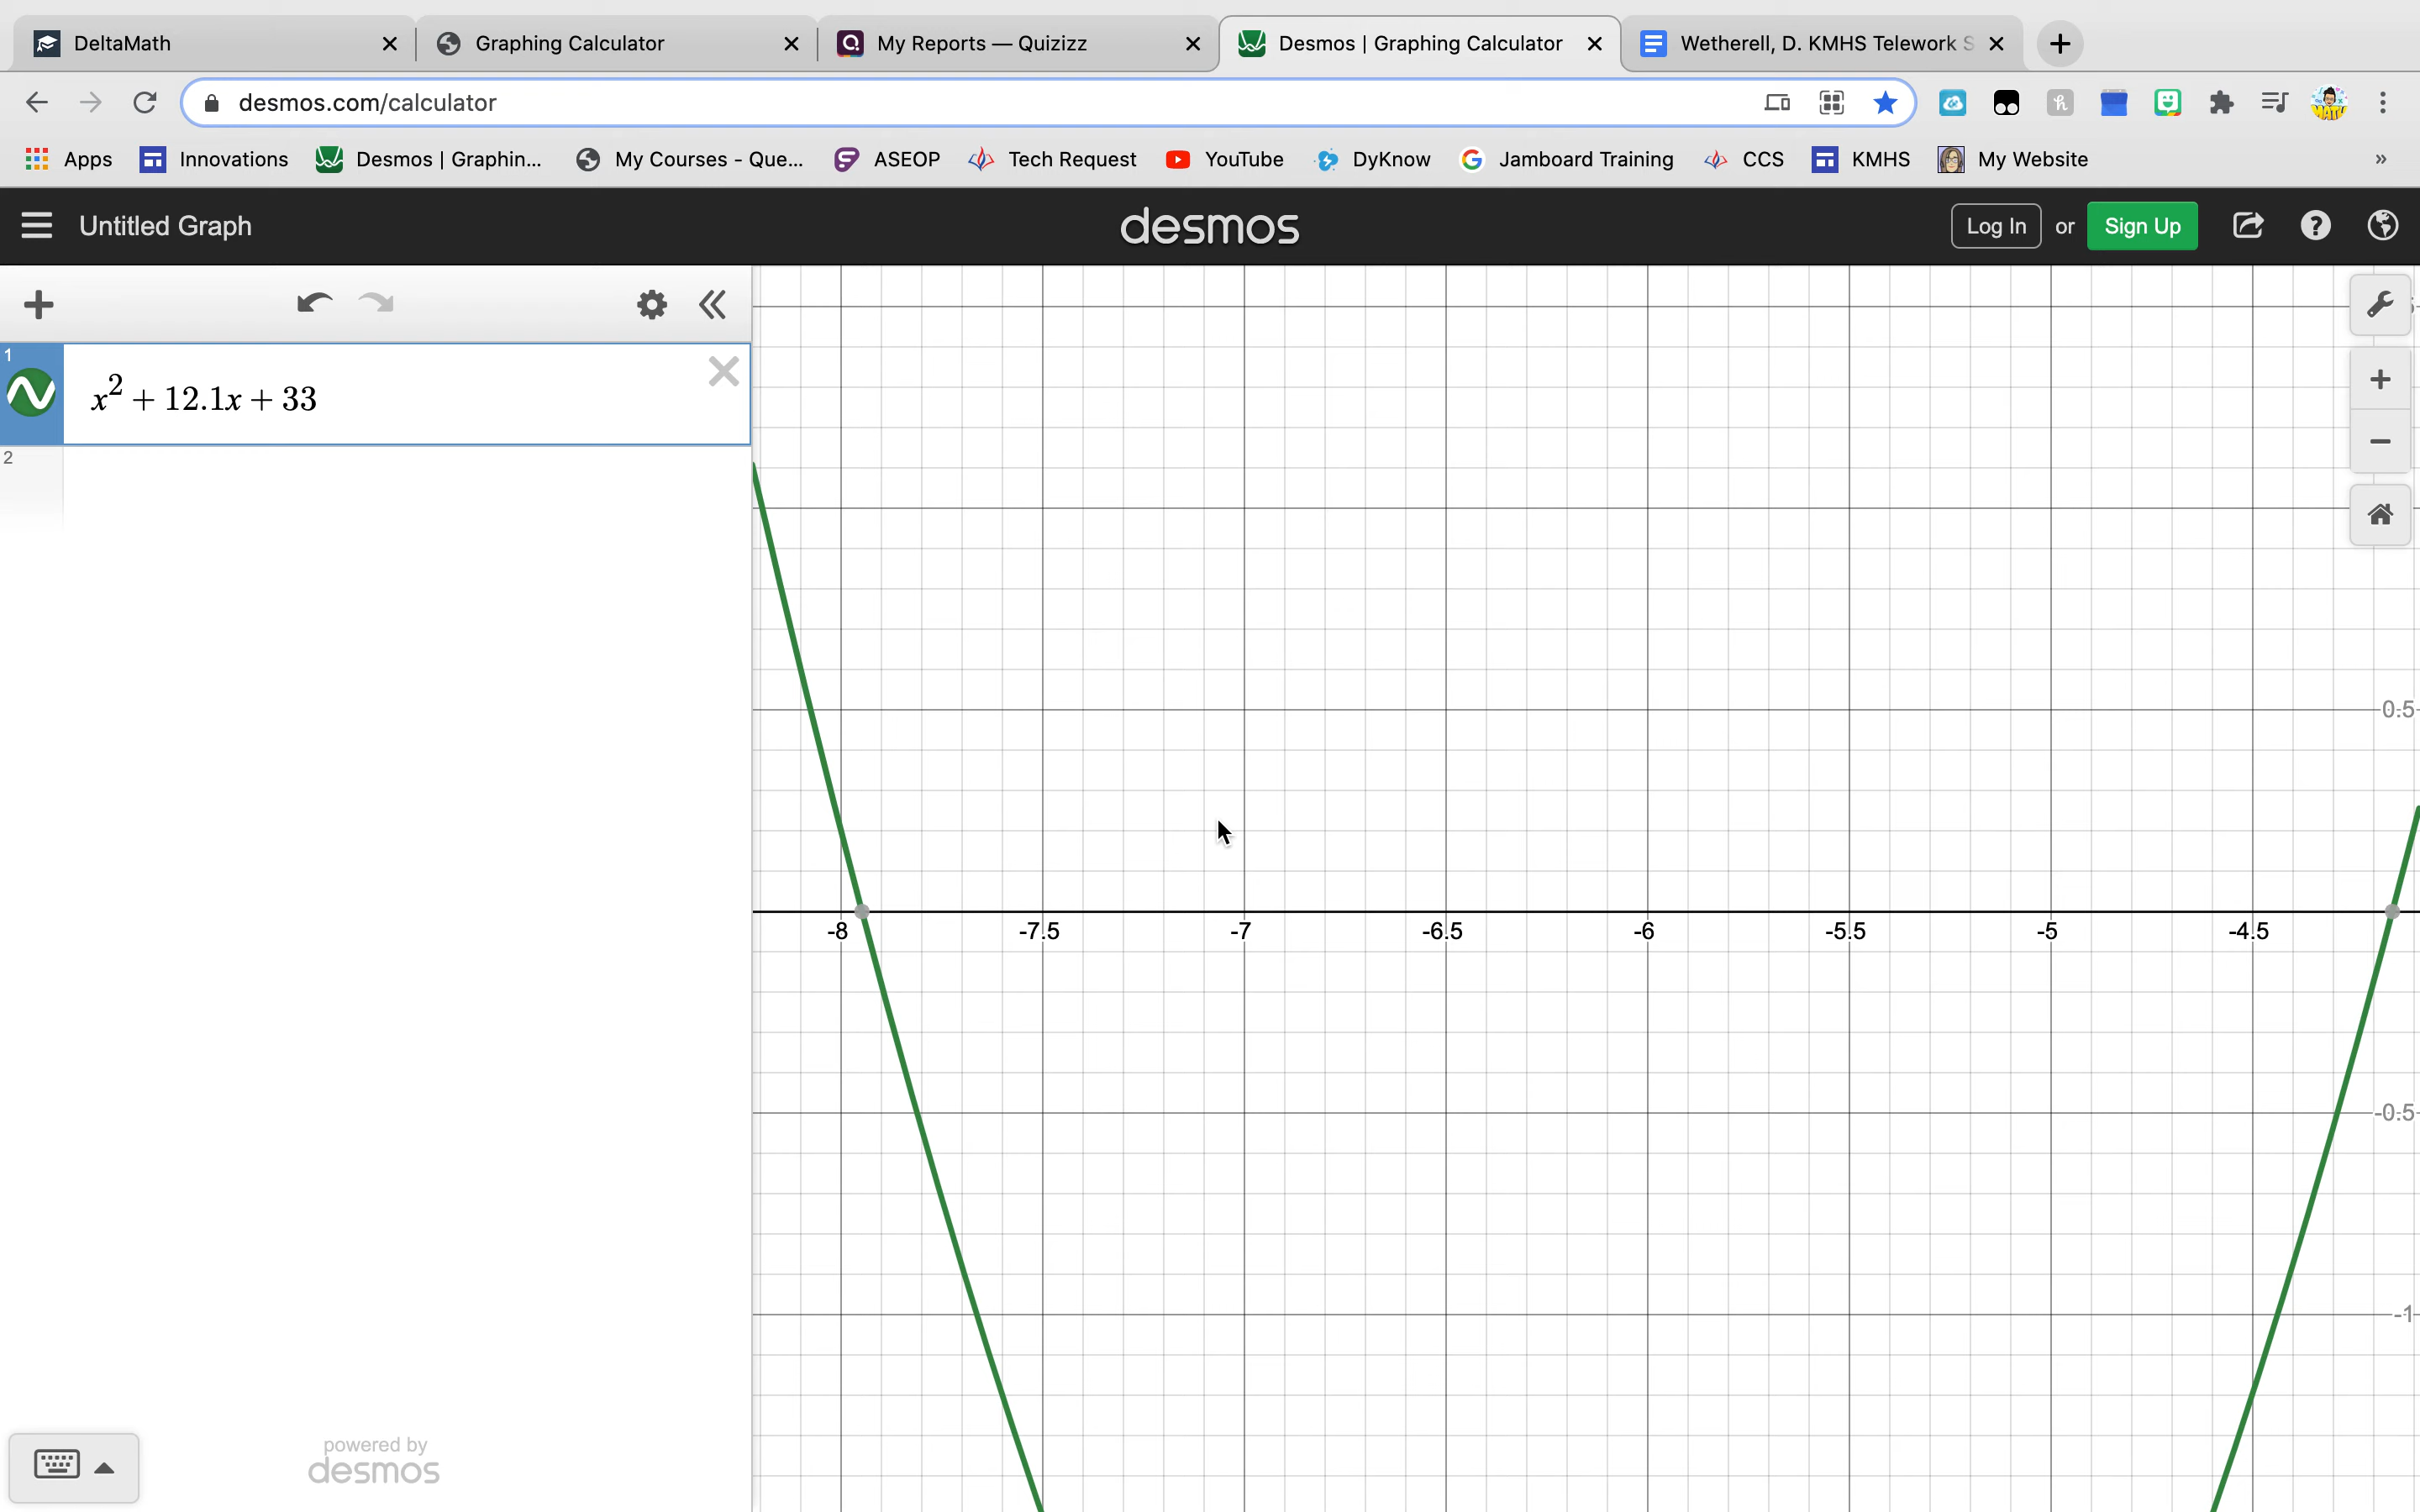 DeltaMath
Graphing Calculator
My Reports — Quizizz
Desmos | Graphing Calculator
Wetherell, D. KMHS Telework S
desmos.com/calculator
Apps
Innovations
Desmos | Graphin...
My Courses - Que...
ASEOP
Tech Request
YouTube
DyKnow
Jamboard Training
CCS
KMHS
My Website
»
Untitled Graph
desmos
Log In or Sign Up
1
x² + 12.1x + 33
2
0.5
-8 -7.5 -7 -6.5 -6 -5.5 -5 -4.5
-0.5
-1
powered by
desmos